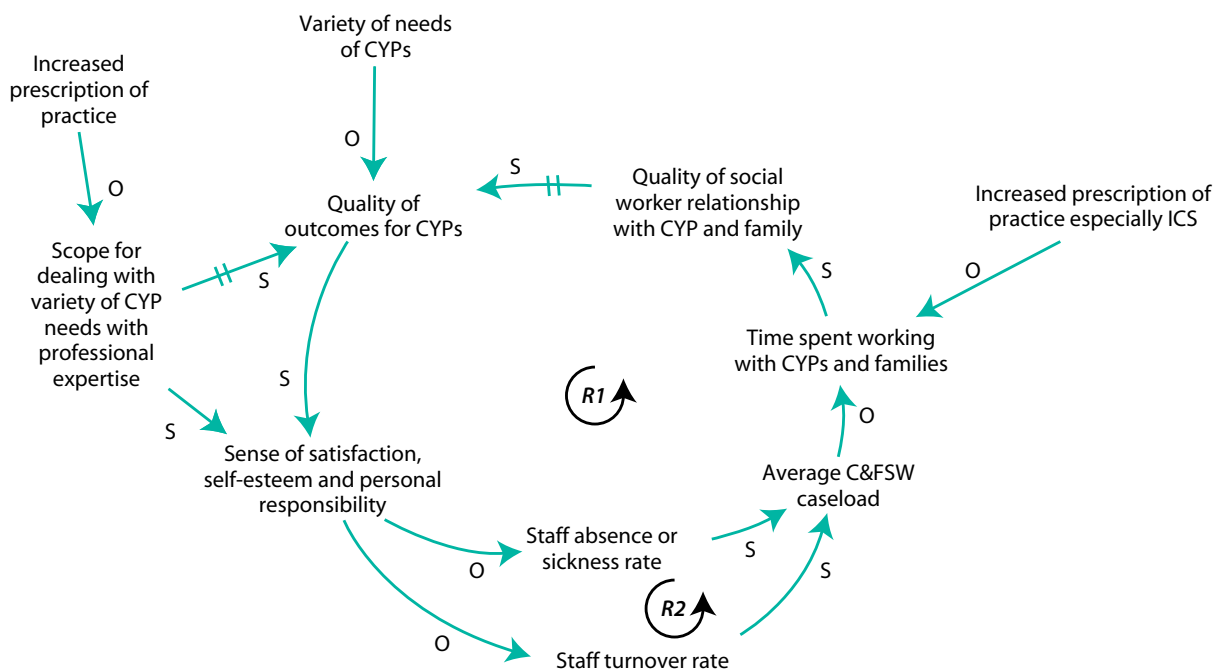 Variety of needs
of CYPs
Increased
prescription of
practice
O
O
S
Quality of
outcomes for CYPs
Quality of social
worker relationship
with CYP and family
Increased prescription of
practice especially ICS
Scope for
dealing with
variety of CYP
needs with
professional
expertise
S
S
O
Time spent working
with CYPs and families
S
R1
S
O
Sense of satisfaction,
self-esteem and personal
responsibility
Average C&FSW
caseload
Staff absence or
sickness rate
O
S
S
R2
O
Staff turnover rate